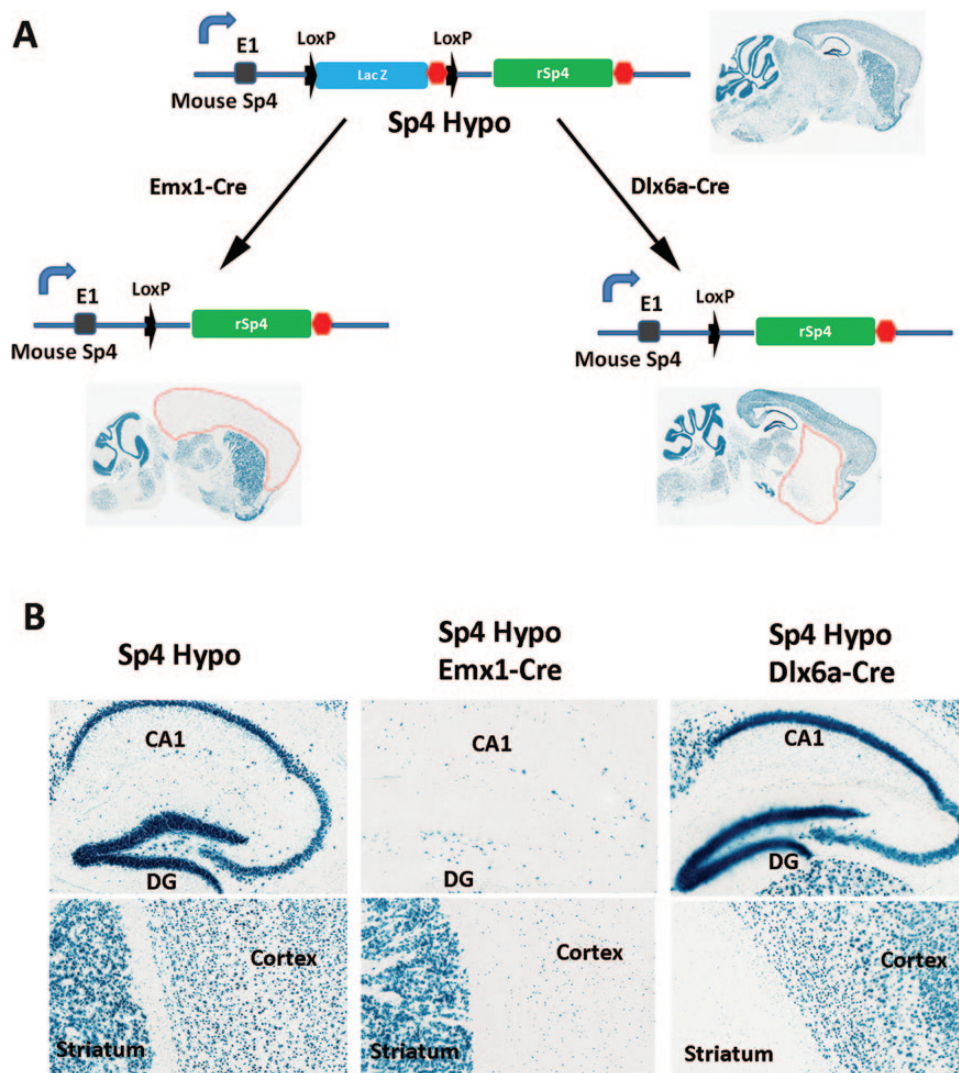 A
LoxP LoxP
E1
Lac Z rSp4
Mouse Sp4
Sp4 Hypo
Emx1-Cre Dlx6a-Cre
LoxP
E1
rSp4
Mouse Sp4
LoxP
E1
rSp4
Mouse Sp4
B
Sp4 Hypo
Sp4 Hypo
Emx1-Cre
Sp4 Hypo
Dlx6a-Cre
CA1 CA1 CA1
DG DG DG
Cortex Cortex Cortex
Striatum Striatum Striatum